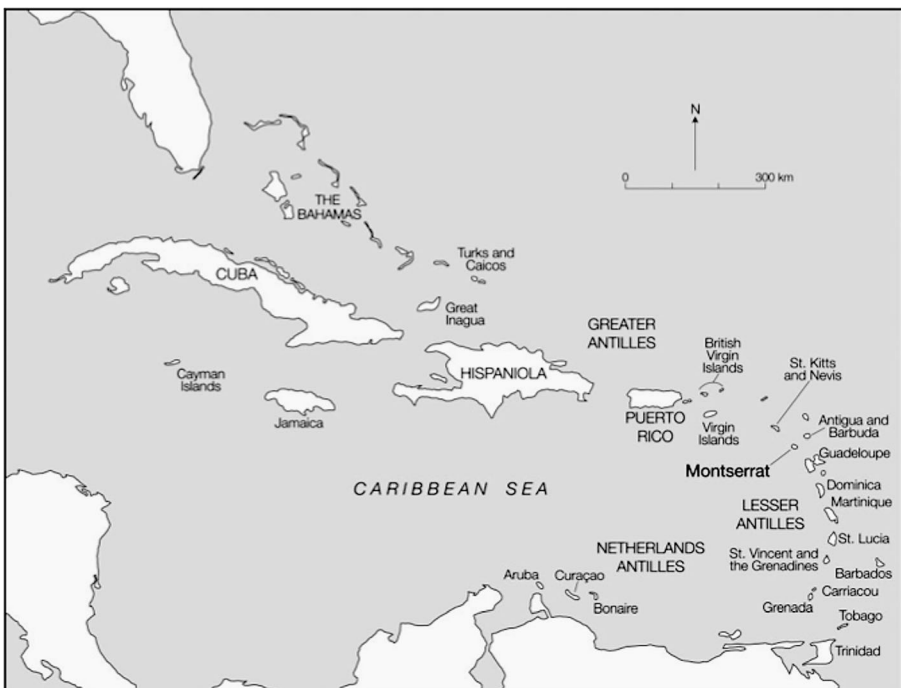 N
0 300 km
THE
BAHAMAS
Turks and
Caicos
CUBA
Great
Inagua
GREATER
ANTILLES
British
Virgin
Islands
St. Kitts
and Nevis
Cayman
Islands
HISPANIOLA
Jamaica
PUERTO
RICO
Virgin
Islands
Antigua and
Barbuda
Guadeloupe
Montserrat
CARIBBEAN SEA
Dominica
Martinique
LESSER
ANTILLES
St. Lucia
NETHERLANDS
ANTILLES
St. Vincent and
the Grenadines
Barbados
Aruba
Curaçao
Bonaire
Carriacou
Grenada
Tobago
Trinidad